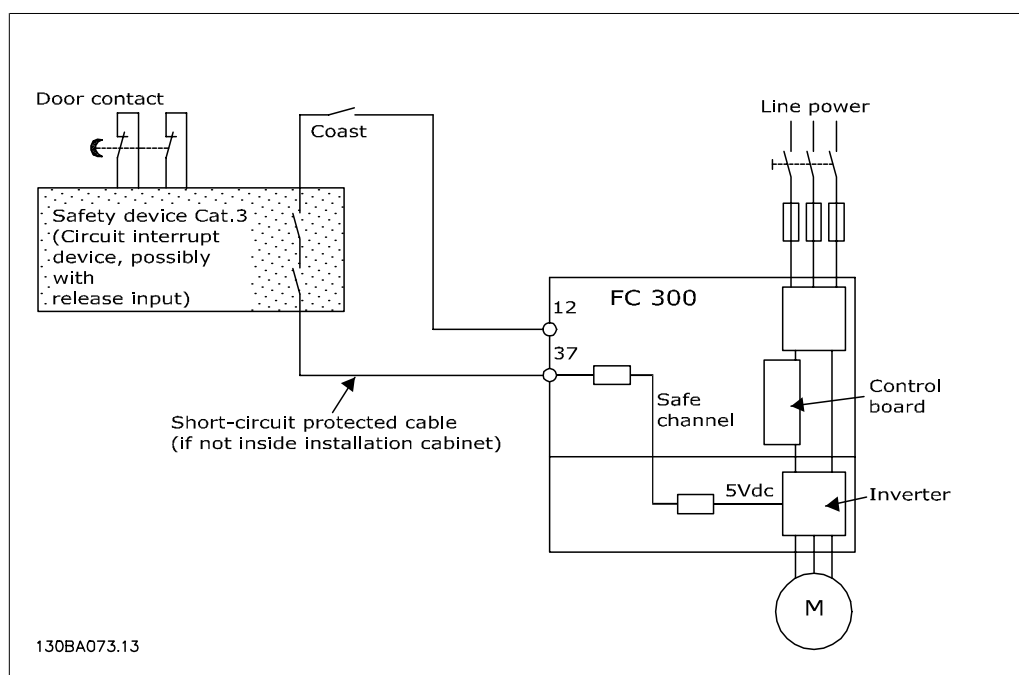 Door contact
Coast
Line power
Safety device Cat.3
(Circuit interrupt
device, possibly
with
release input)
FC 300
12
37
Safe
channel
Control
board
Short-circuit protected cable
(if not inside installation cabinet)
5Vdc
Inverter
M
130BA073.13